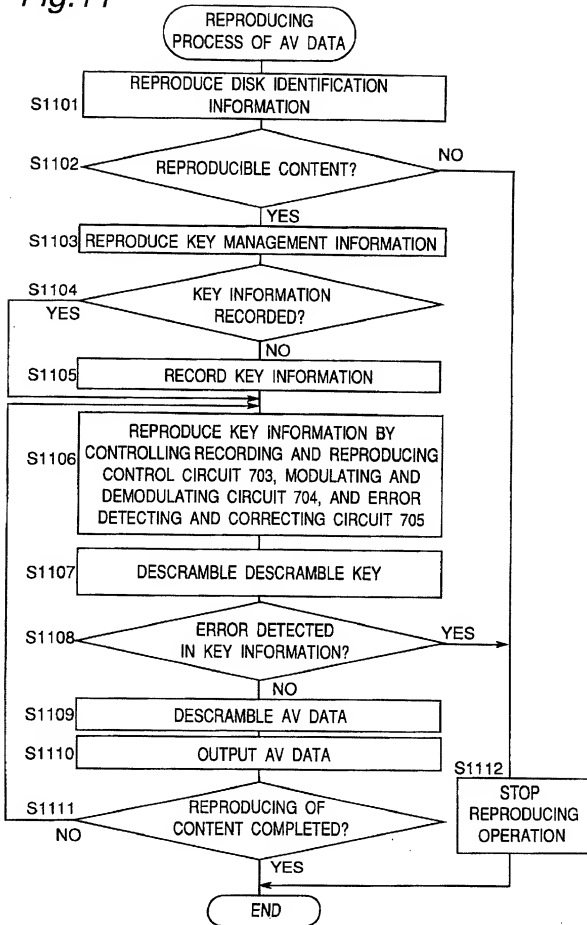 Fig.11
REPRODUCING
PROCESS OF AV DATA
REPRODUCE DISK IDENTIFICATION
INFORMATION
S1101
S1102
REPRODUCIBLE CONTENT?
NO
YES
S1103
REPRODUCE KEY MANAGEMENT INFORMATION
S1104
YES
KEY INFORMATION
RECORDED?
NO
S1105
RECORD KEY INFORMATION
S1106
REPRODUCE KEY INFORMATION BY
CONTROLLING RECORDING AND REPRODUCING
CONTROL CIRCUIT 703, MODULATING AND
DEMODULATING CIRCUIT 704, AND ERROR
DETECTING AND CORRECTING CIRCUIT 705
S1107
DESCRAMBLE DESCRAMBLE KEY
S1108
ERROR DETECTED
IN KEY INFORMATION?
YES
NO
S1109
DESCRAMBLE AV DATA
S1110
OUTPUT AV DATA
S1111
NO
REPRODUCING OF
CONTENT COMPLETED?
YES
S1112
STOP
REPRODUCING
OPERATION
END